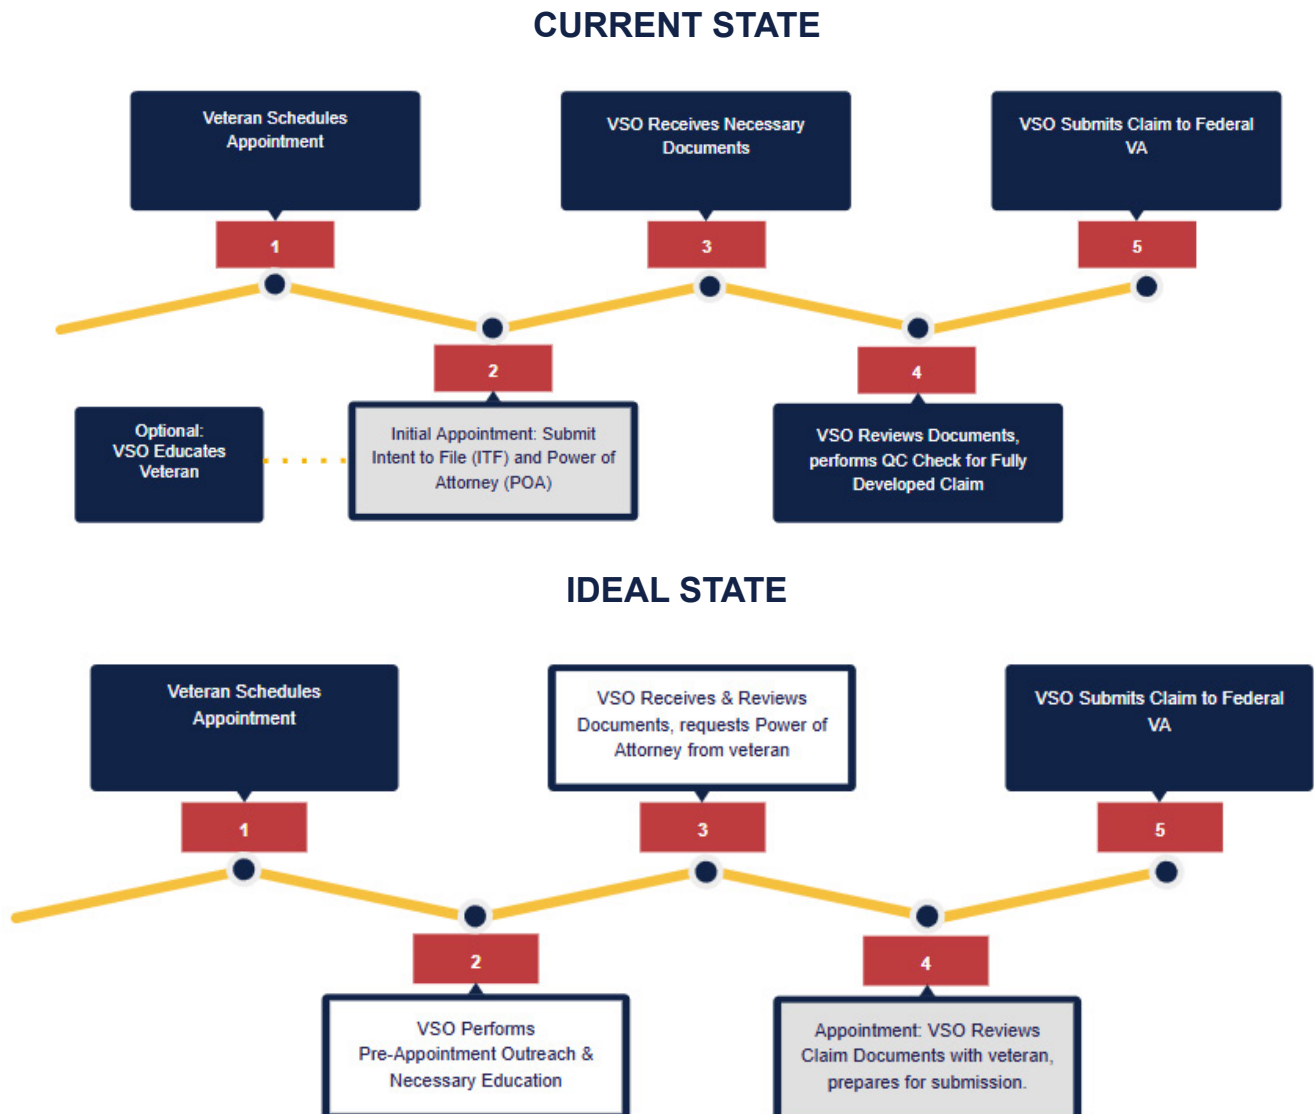 CURRENT STATE
Veteran Schedules
Appointment
1
VSO Receives Necessary
Documents
3
VSO Submits Claim to Federal
VA
5
2
Initial Appointment: Submit
Intent to File (ITF) and Power of
Attorney (POA)
Optional:
VSO Educates
Veteran
4
VSO Reviews Documents,
performs QC Check for Fully
Developed Claim
IDEAL STATE
Veteran Schedules
Appointment
1
VSO Receives & Reviews
Documents, requests Power of
Attorney from veteran
3
VSO Submits Claim to Federal
VA
5
2
VSO Performs
Pre-Appointment Outreach &
Necessary Education
4
Appointment: VSO Reviews
Claim Documents with veteran,
prepares for submission.